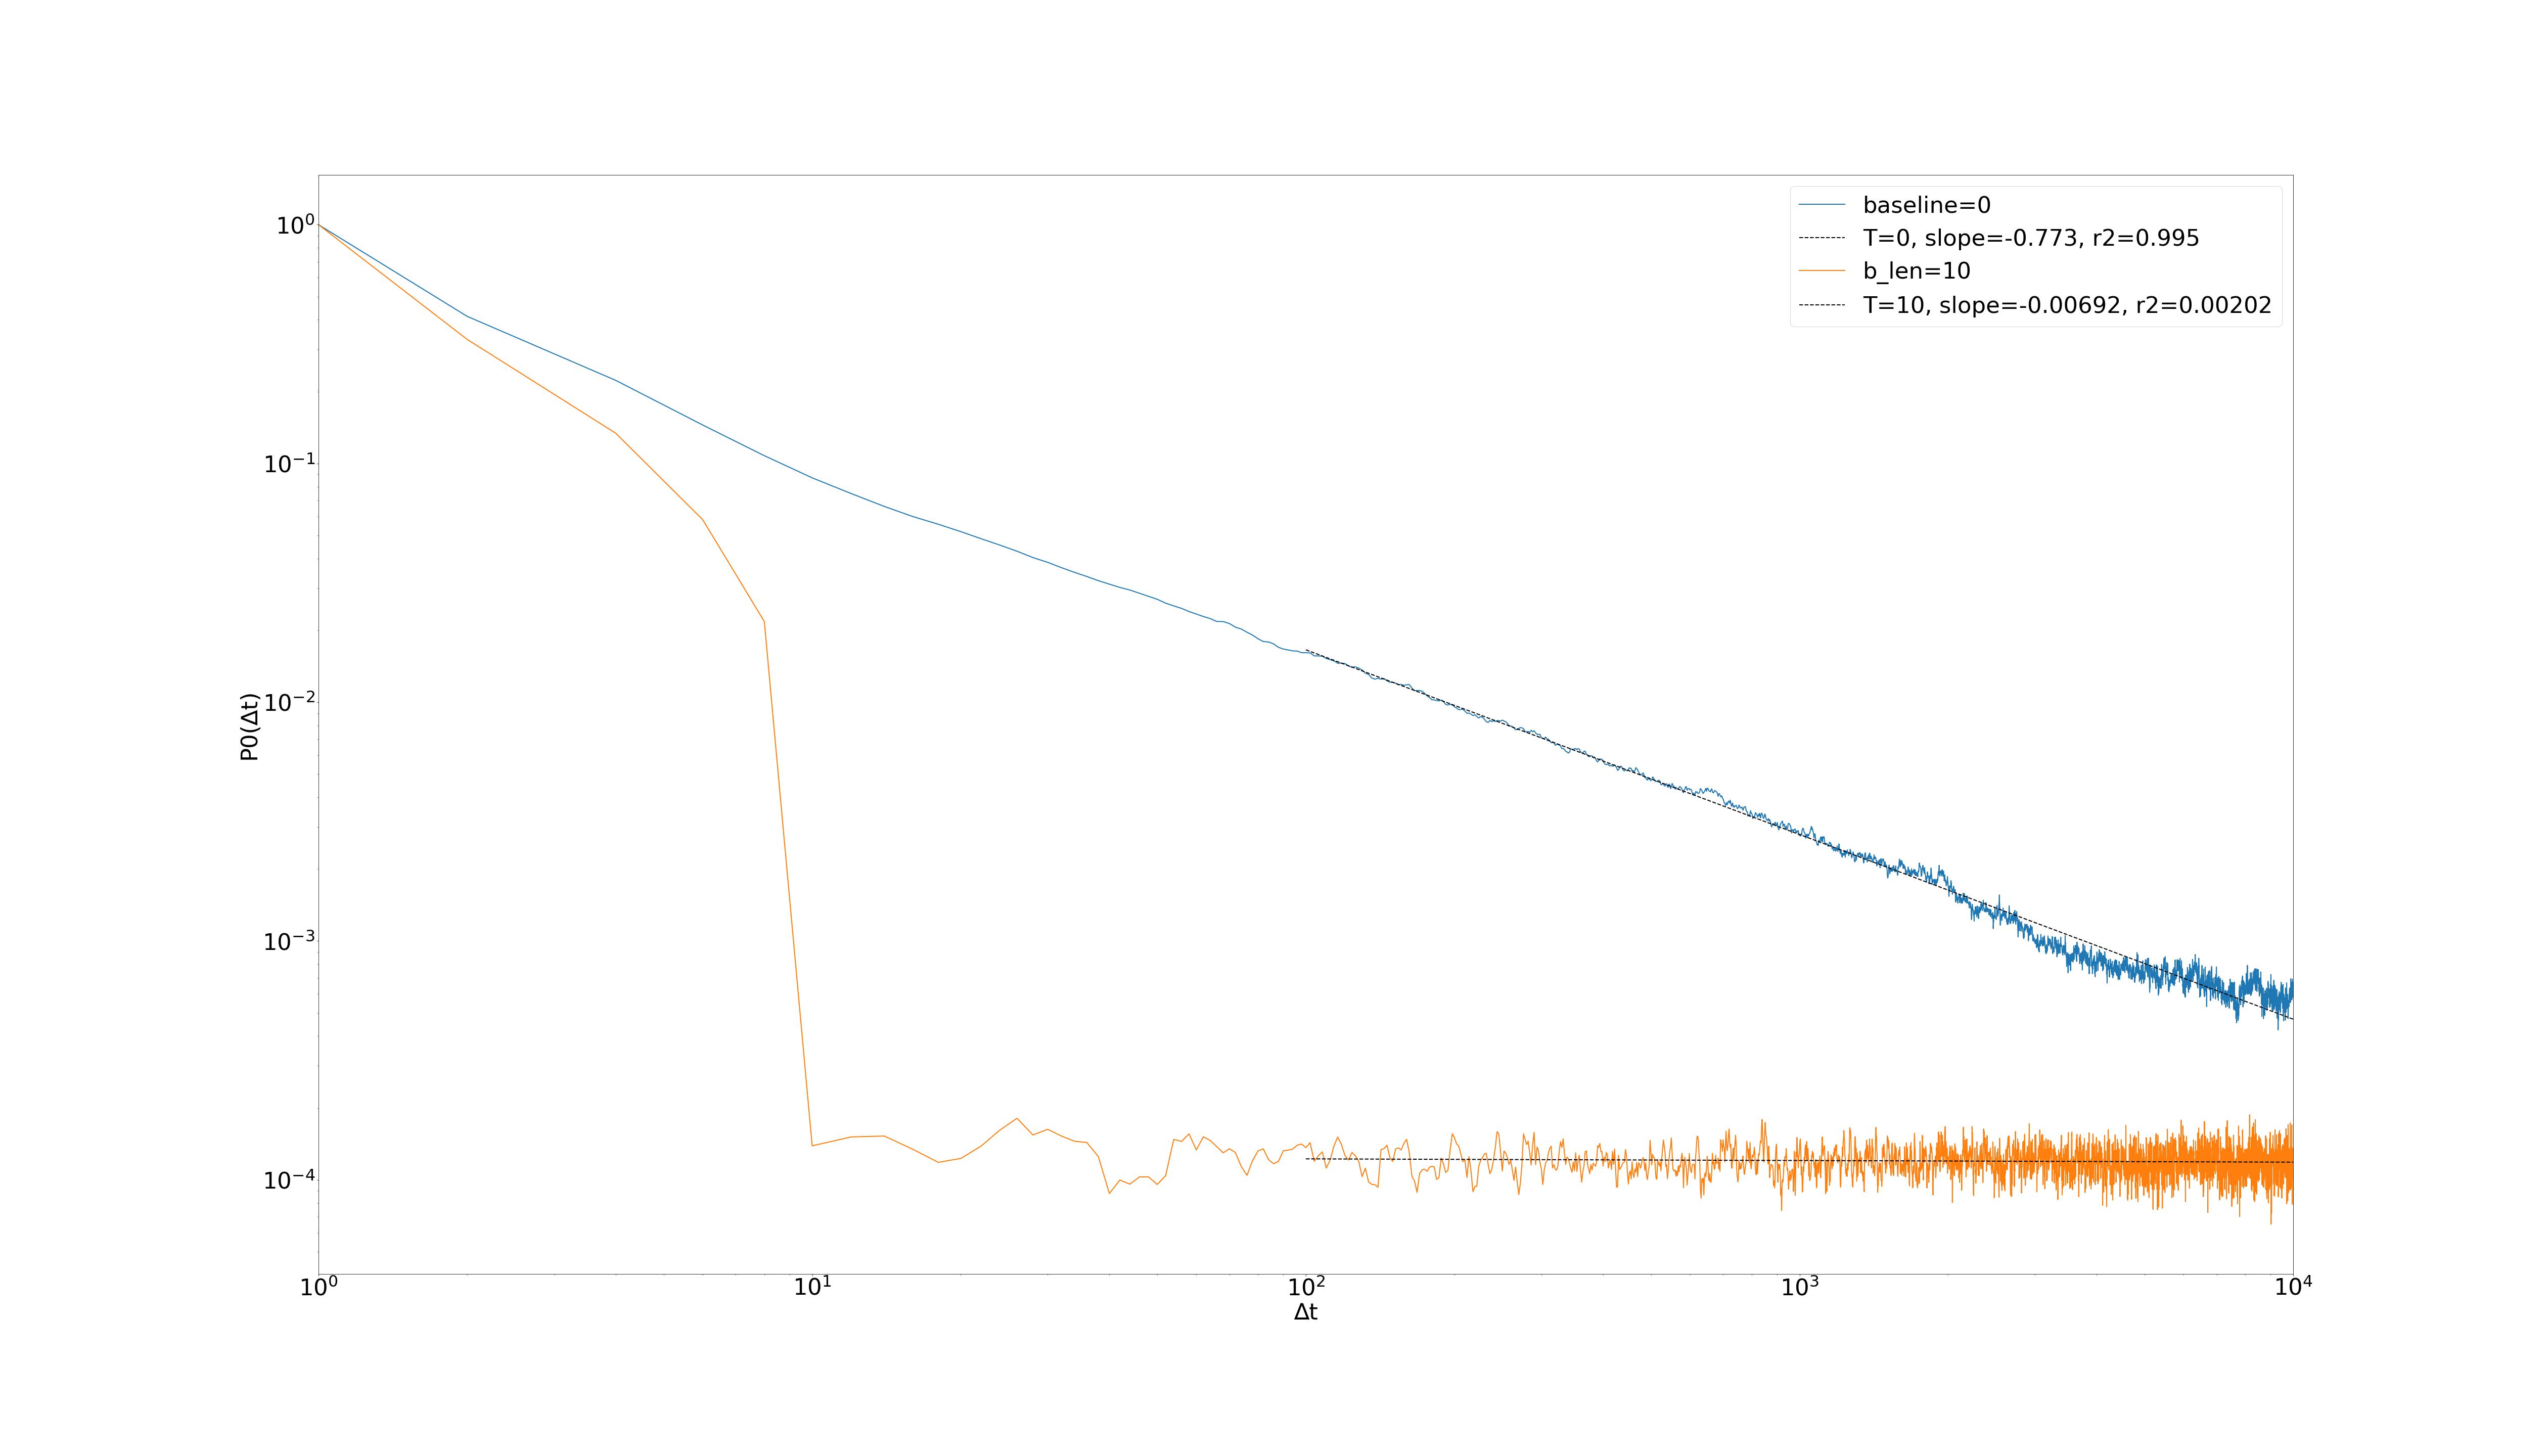 baseline=0
T=0, slope=-0.773, r2=0.995
b_len=10
T=10, slope=-0.00692, r2=0.00202
10⁰
10⁻¹
10⁻²
10⁻³
10⁻⁴
P0(Δt)
10⁰ 10¹ 10² 10³ 10⁴
Δt